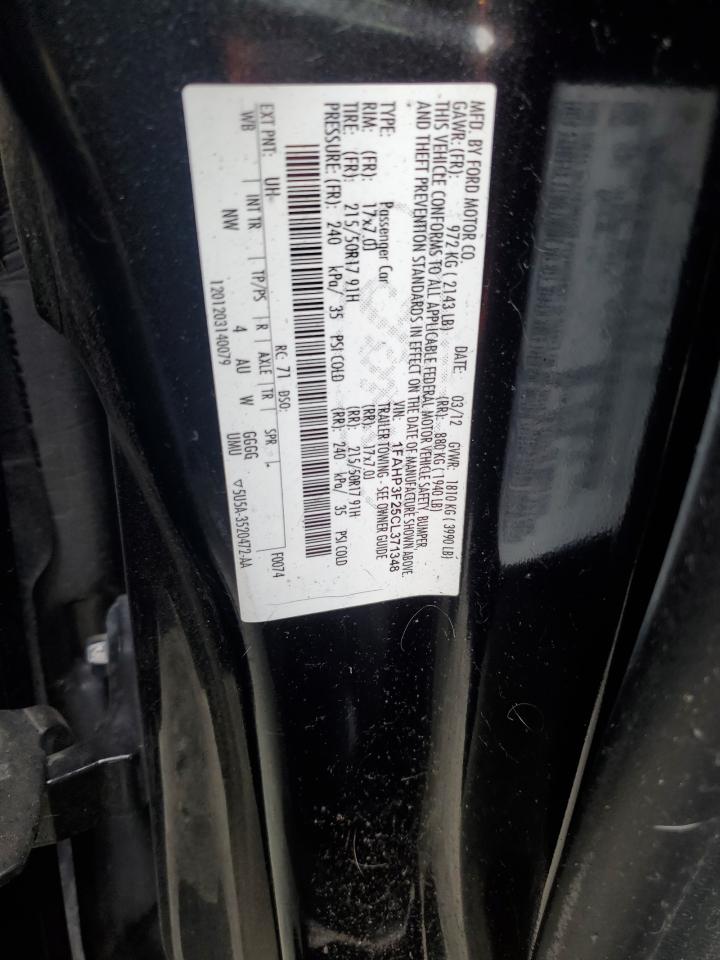 MFD. BY FORD MOTOR CO.
DATE: 03/12 GVWR: 1810 KG ( 3990 LB)
GAWR: (FR): 972 KG ( 2143 LB) (RR): 880 KG ( 1940 LB)
THIS VEHICLE CONFORMS TO ALL APPLICABLE FEDERAL MOTOR VEHICLE SAFETY, BUMPER,
AND THEFT PREVENTION STANDARDS IN EFFECT ON THE DATE OF MANUFACTURE SHOWN ABOVE.
VIN: 1FAHP3F25CL371348
TYPE: Passenger Car TRAILER TOWING - SEE OWNER GUIDE
RIM: (FR): 17x7.0J (RR): 17x7.0J
TIRE: (FR): 215/50R17 91H (RR): 215/50R17 91H
PRESSURE: (FR): 240 kPa/ 35 PSI COLD (RR): 240 kPa/ 35 PSI COLD
RC: 71 DSO: F0074
EXT PNT: UH
WB INT TR TP/PS R AXLE TR SPR
NW 4 AU W GGGG
UMU
1201203140079 ▽5U5A-3520472-AA